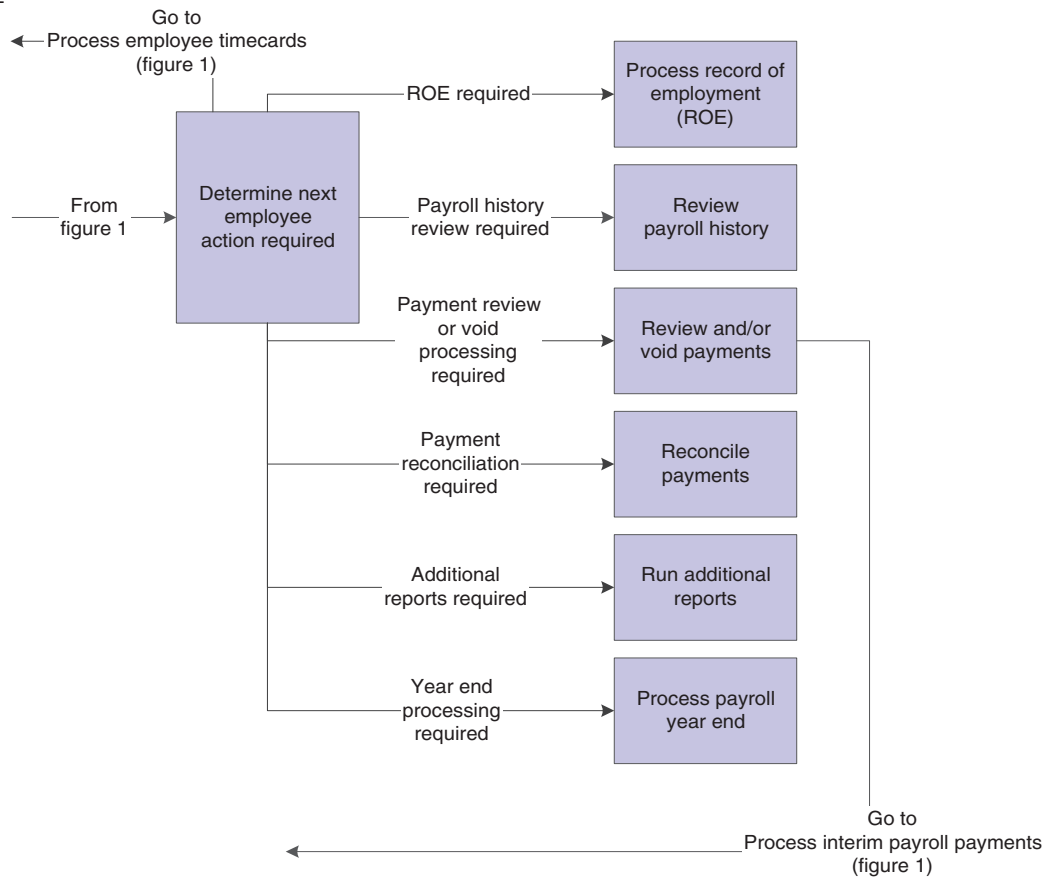 Go to
Process employee timecards
(figure 1)
ROE required
Process record of
employment
(ROE)
From
figure 1
Determine next
employee
action required
Payroll history
review required
Review
payroll history
Payment review
or void
processing
required
Review and/or
void payments
Payment
reconciliation
required
Reconcile
payments
Additional
reports required
Run additional
reports
Year end
processing
required
Process payroll
year end
Go to
Process interim payroll payments
(figure 1)